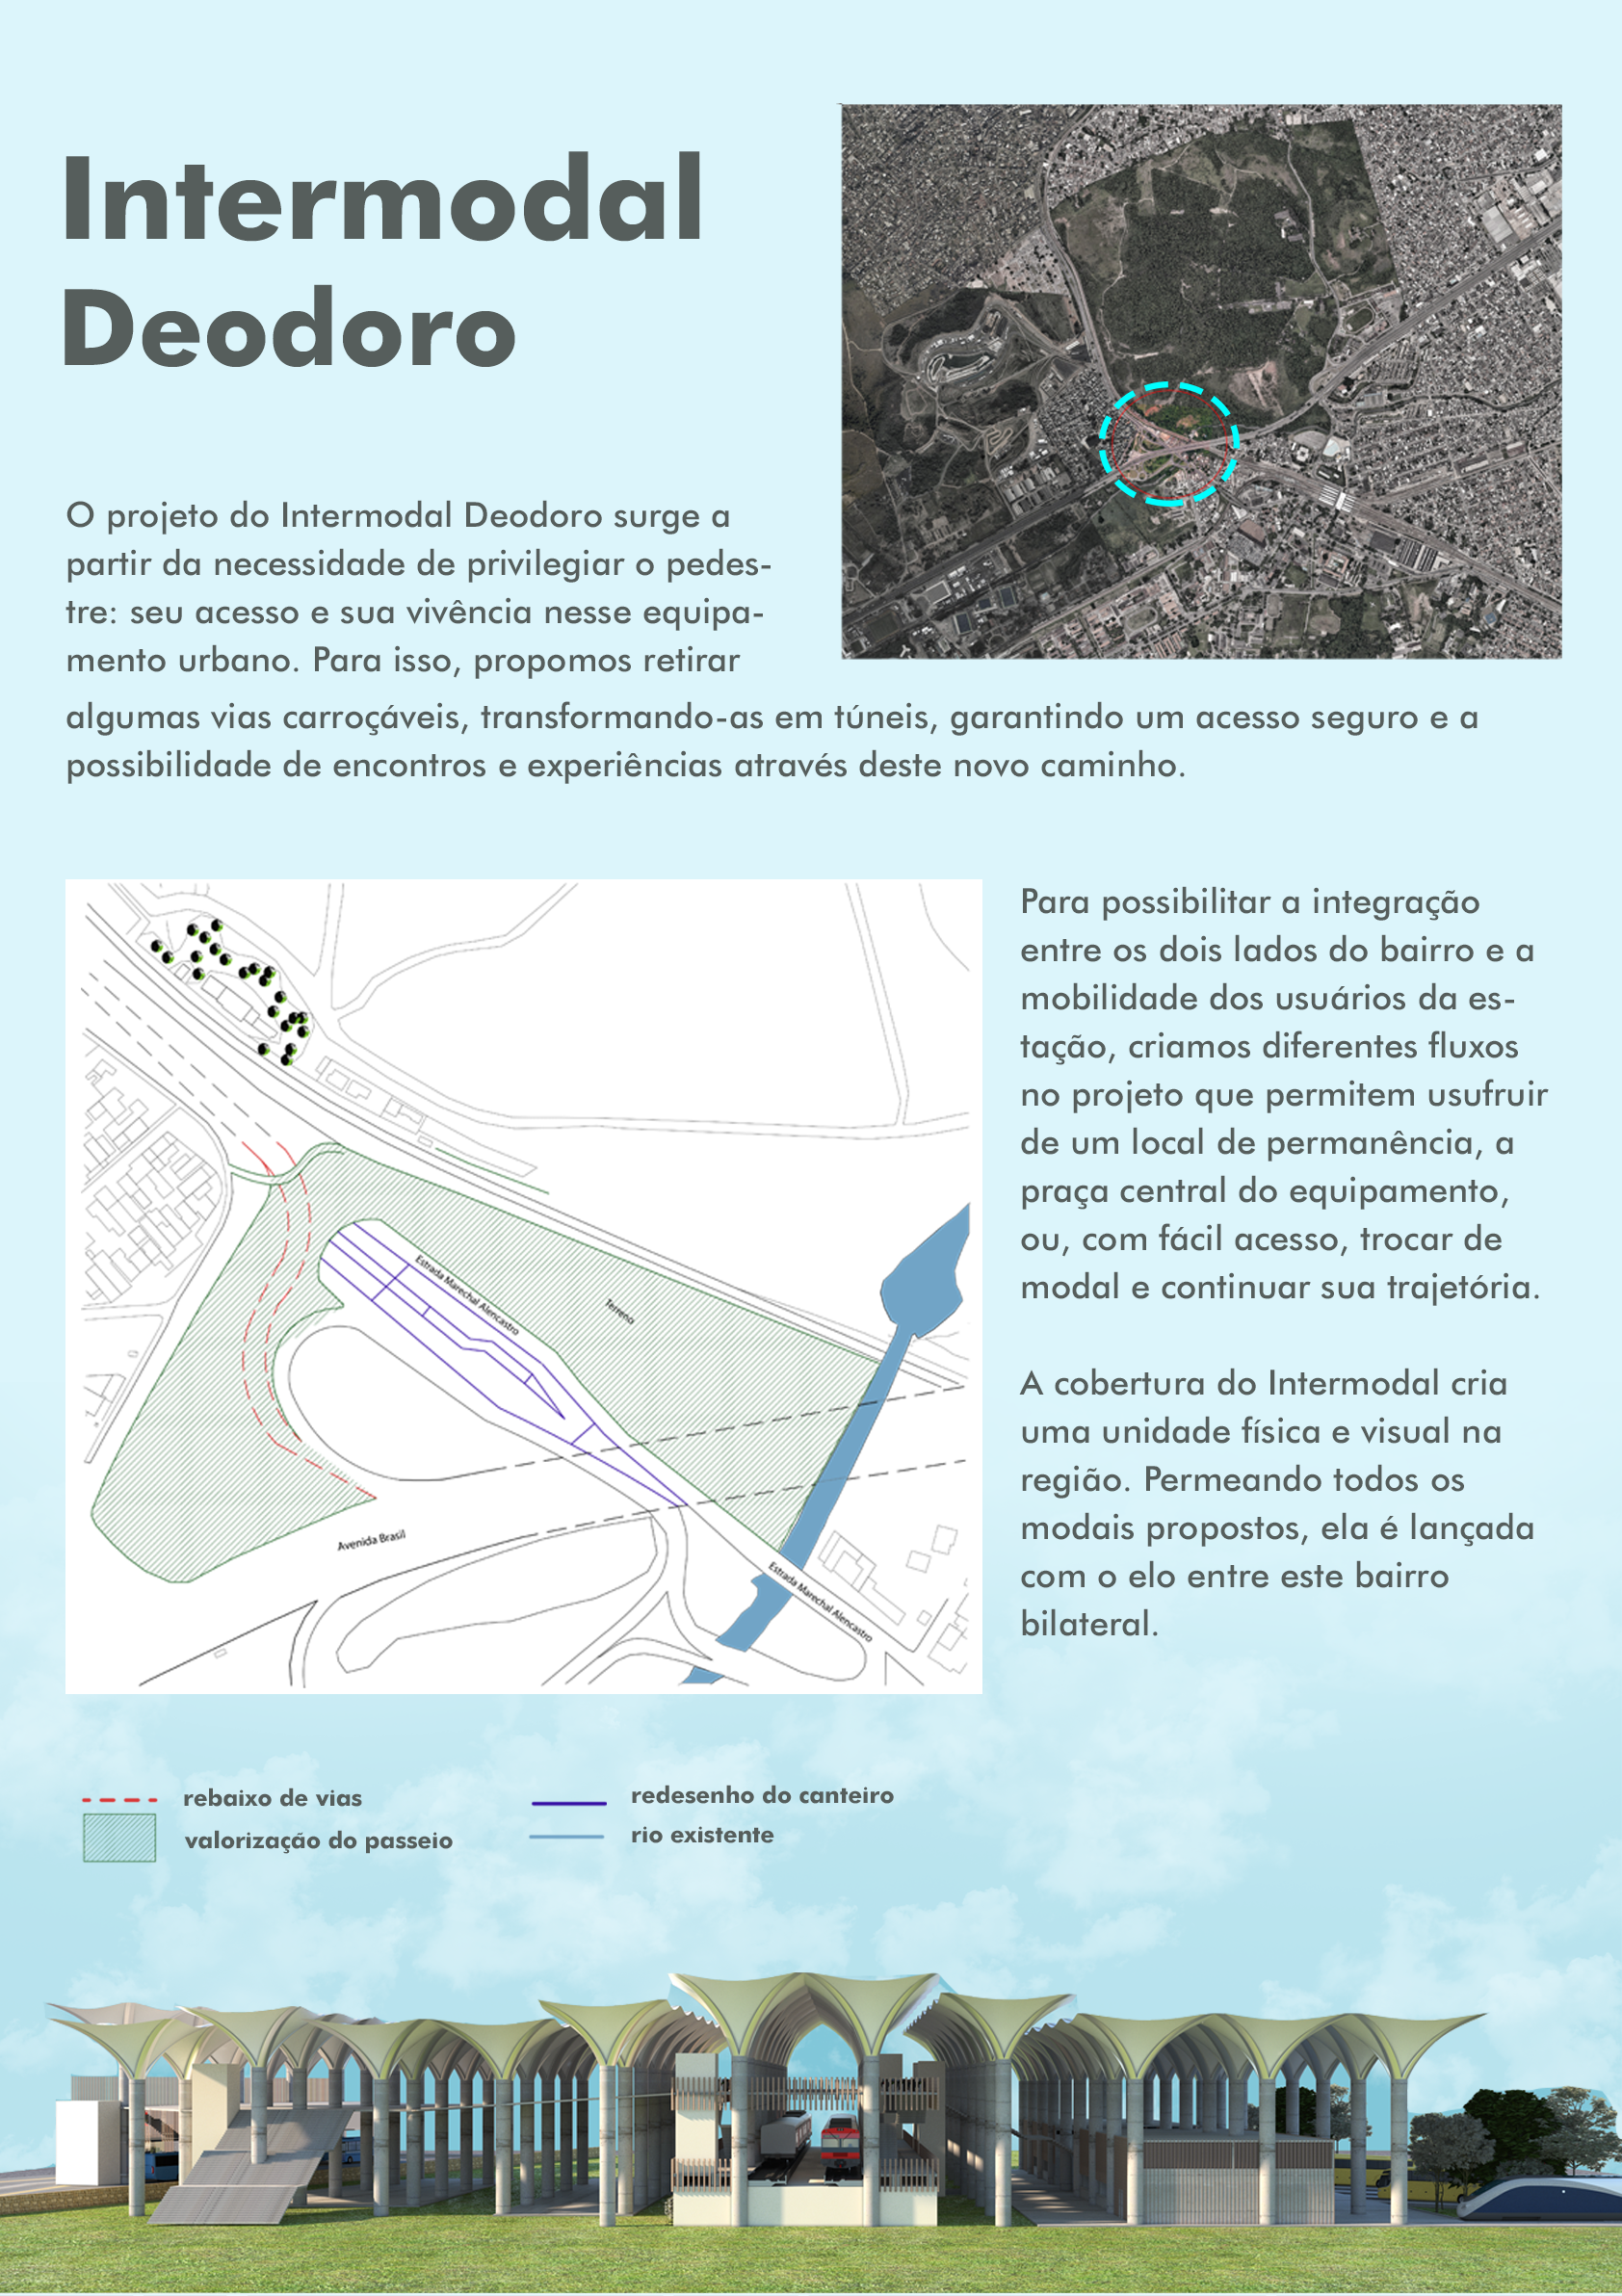 Intermodal
Deodoro
O projeto do Intermodal Deodoro surge a
partir da necessidade de privilegiar o pedes-
tre: seu acesso e sua vivência nesse equipa-
mento urbano. Para isso, propomos retirar
algumas vias carroçáveis, transformando-as em túneis, garantindo um acesso seguro e a
possibilidade de encontros e experiências através deste novo caminho.
Para possibilitar a integração
entre os dois lados do bairro e a
mobilidade dos usuários da es-
tação, criamos diferentes fluxos
no projeto que permitem usufruir
de um local de permanência, a
praça central do equipamento,
ou, com fácil acesso, trocar de
modal e continuar sua trajetória.
A cobertura do Intermodal cria
uma unidade física e visual na
região. Permeando todos os
modais propostos, ela é lançada
com o elo entre este bairro
bilateral.
Estrada Marechal Alencastro
Terreno
Avenida Brasil
Estrada Marechal Alencastro
rebaixo de vias
valorização do passeio
redesenho do canteiro
rio existente